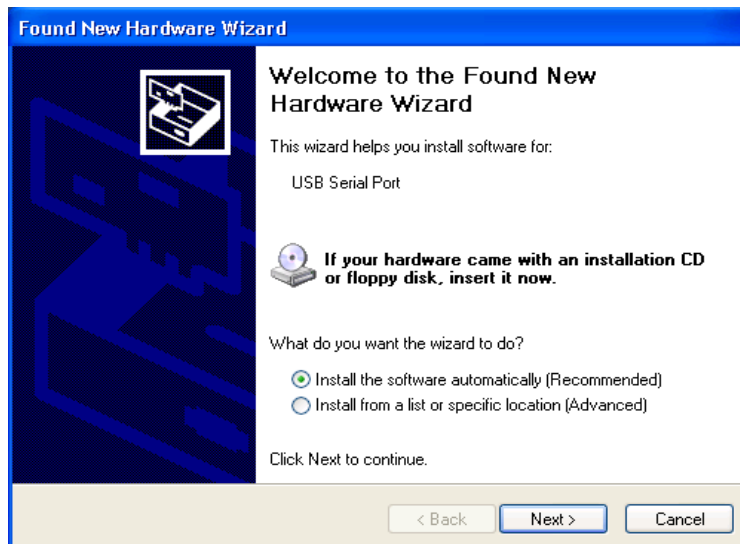 Found New Hardware Wizard
Welcome to the Found New
Hardware Wizard
This wizard helps you install software for:
USB Serial Port
If your hardware came with an installation CD
or floppy disk, insert it now.
What do you want the wizard to do?
Install the software automatically (Recommended)
Install from a list or specific location (Advanced)
Click Next to continue.
< Back Next > Cancel